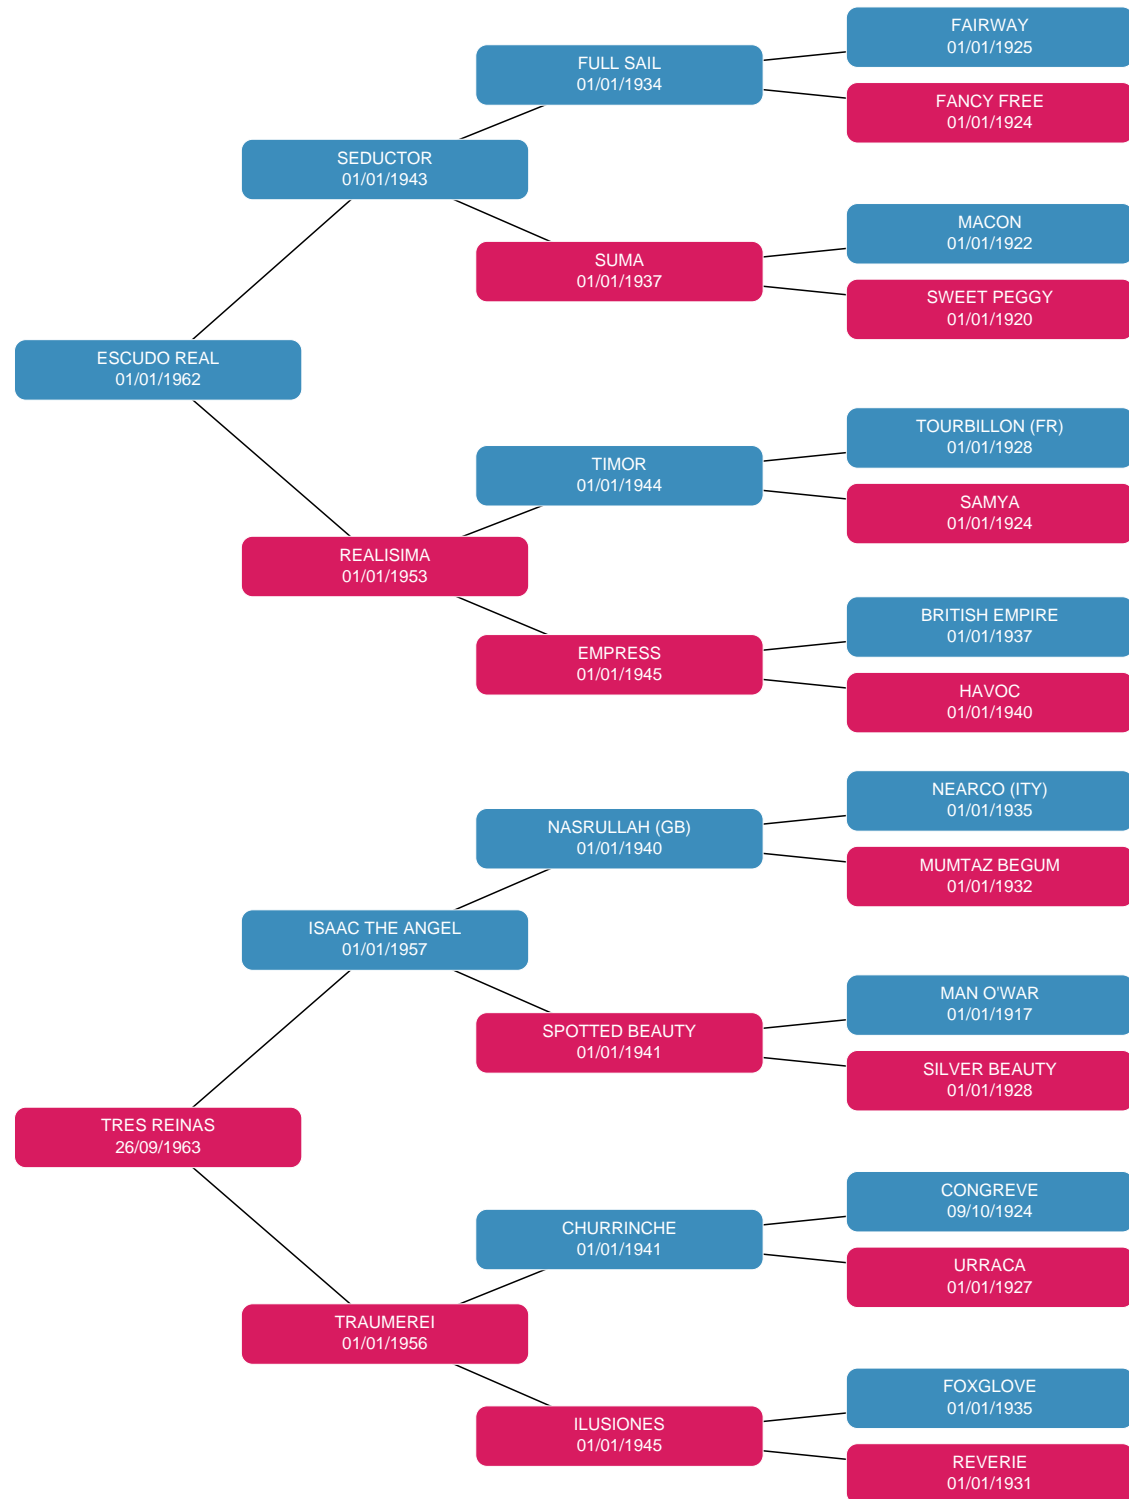 FAIRWAY
01/01/1925
FULL SAIL
01/01/1934
FANCY FREE
01/01/1924
SEDUCTOR
01/01/1943
MACON
01/01/1922
SUMA
01/01/1937
SWEET PEGGY
01/01/1920
ESCUDO REAL
01/01/1962
TOURBILLON (FR)
01/01/1928
TIMOR
01/01/1944
SAMYA
01/01/1924
REALISIMA
01/01/1953
BRITISH EMPIRE
01/01/1937
EMPRESS
01/01/1945
HAVOC
01/01/1940
NEARCO (ITY)
01/01/1935
NASRULLAH (GB)
01/01/1940
MUMTAZ BEGUM
01/01/1932
ISAAC THE ANGEL
01/01/1957
MAN O'WAR
01/01/1917
SPOTTED BEAUTY
01/01/1941
SILVER BEAUTY
01/01/1928
TRES REINAS
26/09/1963
CONGREVE
09/10/1924
CHURRINCHE
01/01/1941
URRACA
01/01/1927
TRAUMEREI
01/01/1956
FOXGLOVE
01/01/1935
ILUSIONES
01/01/1945
REVERIE
01/01/1931